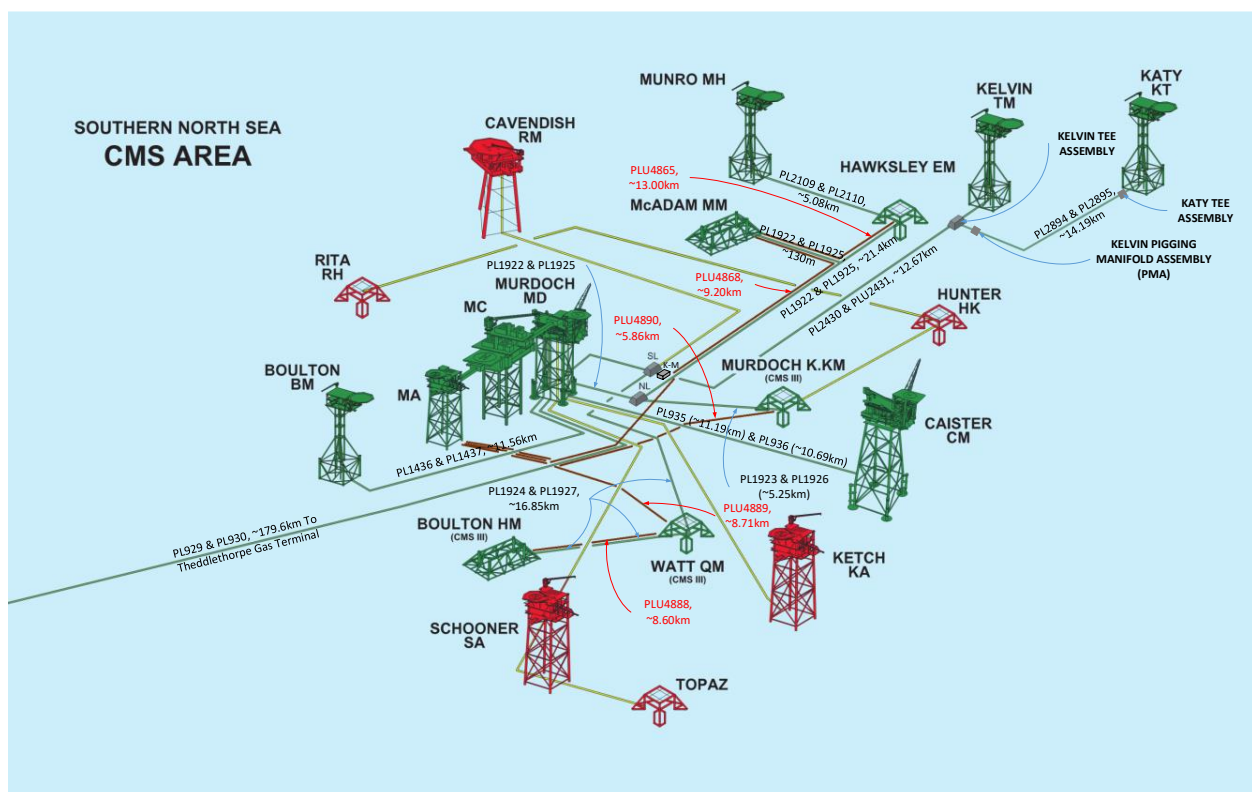 SOUTHERN NORTH SEA
CMS AREA
CAVENDISH
RM
MUNRO MH
KELVIN
TM
KATY
KT
KELVIN TEE
ASSEMBLY
HAWKSLEY EM
PLU4865,
~13.00km
PL2109 & PL2110,
~5.08km
McADAM MM
PL1922 & PL1925
~130m
PL2894 & PL2895,
~14.19km
KATY TEE
ASSEMBLY
KELVIN PIGGING
MANIFOLD ASSEMBLY
(PMA)
PL1922 & PL1925, ~21.4km
PL2430 & PLU2431, ~12.67km
PLU4868,
~9.20km
RITA
RH
PL1922 & PL1925
MURDOCH
MD
MC
HUNTER
HK
PLU4890,
~5.86km
SL
K-M
NL
MURDOCH K.KM
(CMS III)
BOULTON
BM
MA
CAISTER
CM
PL935 (~11.19km) & PL936 (~10.69km)
PL1436 & PL1437, ~11.56km
PL1923 & PL1926
(~5.25km)
PL1924 & PL1927,
~16.85km
PLU4889,
~8.71km
PL929 & PL930, ~179.6km To
Theddlethorpe Gas Terminal
BOULTON HM
(CMS III)
WATT QM
(CMS III)
KETCH
KA
PLU4888,
~8.60km
SCHOONER
SA
TOPAZ